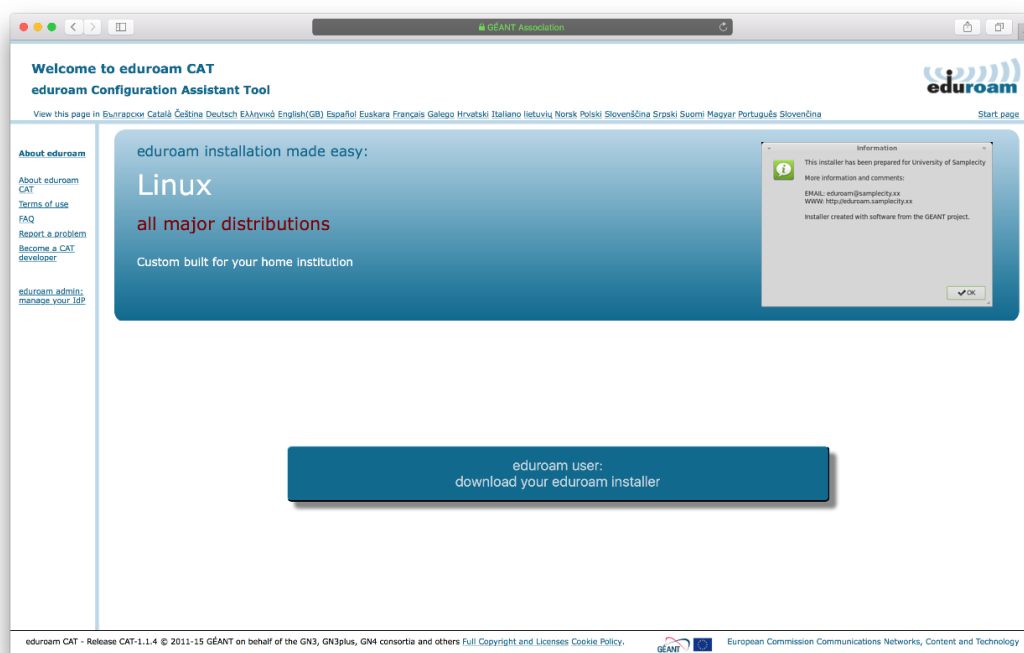 GÉANT Association
Welcome to eduroam CAT
eduroam Configuration Assistant Tool
eduroam
View this page in Български Català Čeština Deutsch Ελληνικά English(GB) Español Euskara Français Galego Hrvatski Italiano lietuvių Norsk Polski Slovenščina Srpski Suomi Magyar Português Slovenčina
Start page
About eduroam
About eduroam
CAT
Terms of use
FAQ
Report a problem
Become a CAT
developer
eduroam admin:
manage your IdP
eduroam installation made easy:
Linux
all major distributions
Custom built for your home institution
Information
This installer has been prepared for University of Samplecity
More information and comments:
EMAIL: eduroam@samplecity.xx
WWW: http://eduroam.samplecity.xx
Installer created with software from the GEANT project.
OK
eduroam user:
download your eduroam installer
eduroam CAT - Release CAT-1.1.4 © 2011-15 GÉANT on behalf of the GN3, GN3plus, GN4 consortia and others Full Copyright and Licenses Cookie Policy.
GÉANT
European Commission Communications Networks, Content and Technology